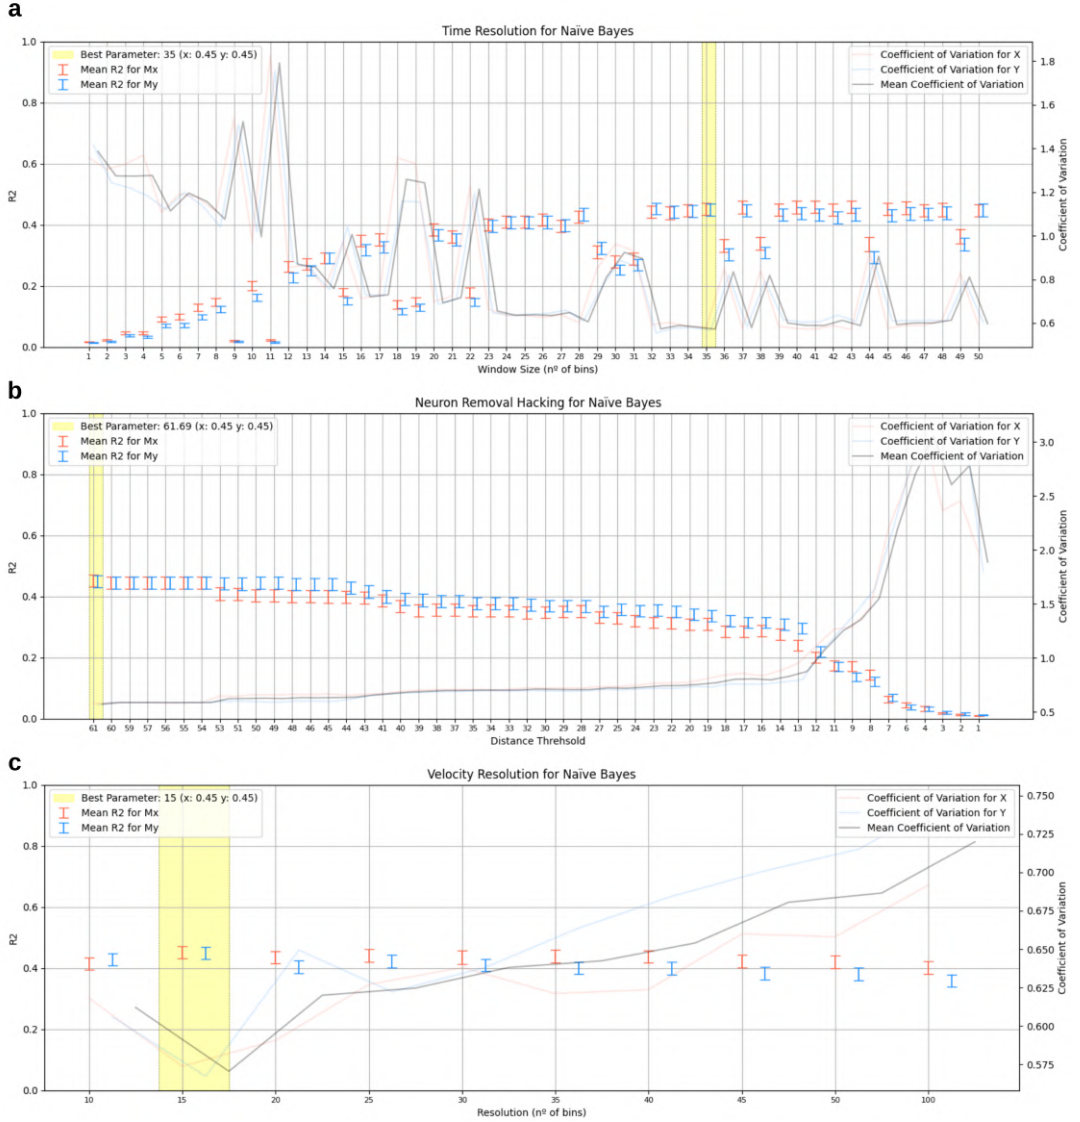 a
Time Resolution for Naïve Bayes
Best Parameter: 35 (x: 0.45 y: 0.45)
Mean R2 for Mx
Mean R2 for My
Coefficient of Variation for X
Coefficient of Variation for Y
Mean Coefficient of Variation
1.0
0.8
0.6
0.4
0.2
0.0
R2
1.8
1.6
1.4
1.2
1.0
0.8
0.6
Coefficient of Variation
1 2 3 4 5 6 7 8 9 10 11 12 13 14 15 16 17 18 19 20 21 22 23 24 25 26 27 28 29 30 31 32 33 34 35 36 37 38 39 40 41 42 43 44 45 46 47 48 49 50
Window Size (nº of bins)
b
Neuron Removal Hacking for Naïve Bayes
Best Parameter: 61.69 (x: 0.45 y: 0.45)
Mean R2 for Mx
Mean R2 for My
Coefficient of Variation for X
Coefficient of Variation for Y
Mean Coefficient of Variation
1.0
0.8
0.6
0.4
0.2
0.0
R2
3.0
2.5
2.0
1.5
1.0
0.5
Coefficient of Variation
61 60 59 57 56 55 54 53 51 50 48 46 45 44 43 41 40 39 38 37 35 34 33 32 30 29 28 27 25 24 23 22 20 19 18 17 16 14 13 12 11 9 8 7 6 4 3 2 1
Distance Threhsold
c
Velocity Resolution for Naïve Bayes
Best Parameter: 15 (x: 0.45 y: 0.45)
Mean R2 for Mx
Mean R2 for My
Coefficient of Variation for X
Coefficient of Variation for Y
Mean Coefficient of Variation
1.0
0.8
0.6
0.4
0.2
0.0
R2
0.750
0.725
0.700
0.675
0.650
0.625
0.600
0.575
Coefficient of Variation
10 15 20 25 30 35 40 45 50 100
Resolution (nº of bins)